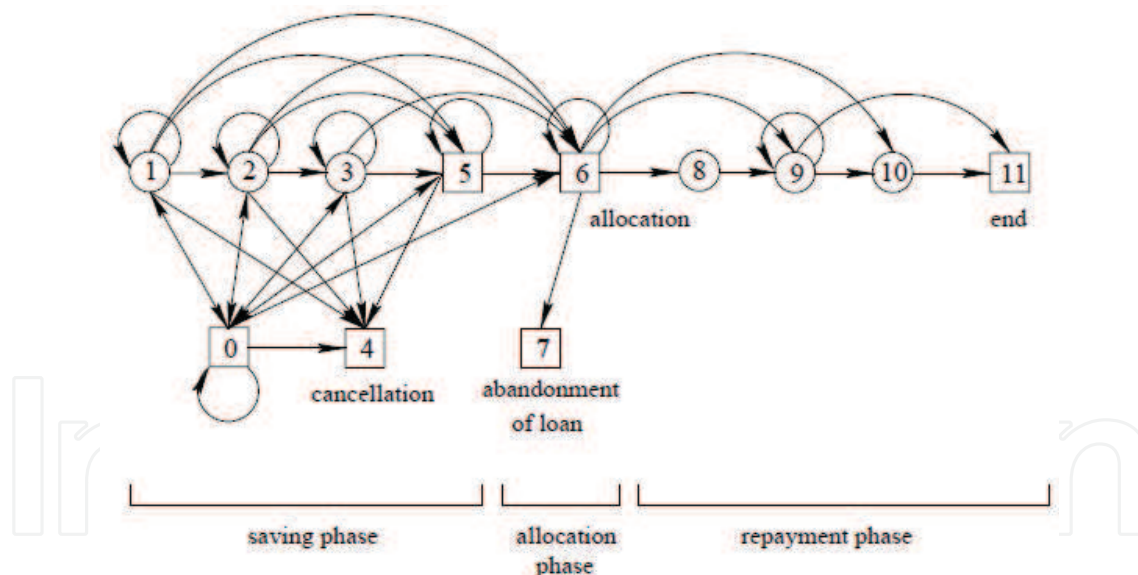 1 2 3 5 6 8 9 10 11
allocation
end
0 4 7
cancellation
abandonment
of loan
saving phase
allocation
phase
repayment phase